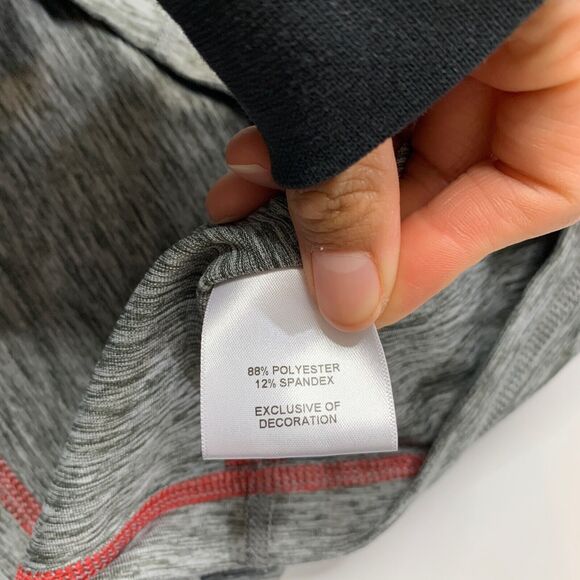 88% POLYESTER
12% SPANDEX
EXCLUSIVE OF
DECORATION